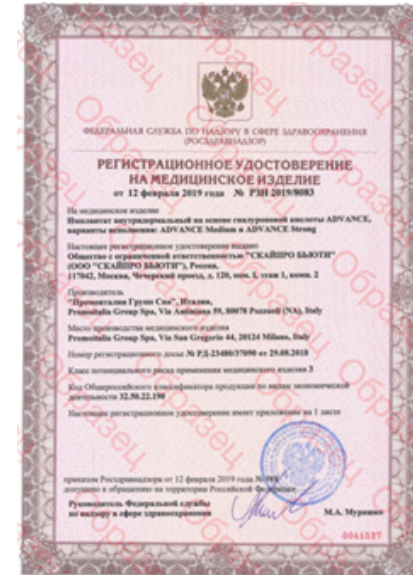 ФЕДЕРАЛЬНАЯ СЛУЖБА ПО НАДЗОРУ В СФЕРЕ ЗДРАВООХРАНЕНИЯ
(РОСЗДРАВНАДЗОР)
РЕГИСТРАЦИОННОЕ УДОСТОВЕРЕНИЕ
НА МЕДИЦИНСКОЕ ИЗДЕЛИЕ
от 12 февраля 2019 года № РЗН 2019/8083
На медицинское изделие
Имплантат внутридермальный на основе гиалуроновой кислоты ADVANCE,
варианты исполнения: ADVANCE Medium и ADVANCE Strong
Настоящее регистрационное удостоверение выдано
Общество с ограниченной ответственностью "СКАЙПРО БЬЮТИ"
(ООО "СКАЙПРО БЬЮТИ"), Россия,
117042, Москва, Чечерский проезд, д. 120, пом. I, этаж 1, комн. 2
Производитель
"Промоиталия Групп Спа", Италия,
Promoitalia Group Spa, Via Antiniana 59, 80078 Pozzuoli (NA), Italy
Место производства медицинского изделия
Promoitalia Group Spa, Via San Gregorio 44, 20124 Milano, Italy
Номер регистрационного досье № РД-23480/37090 от 29.08.2018
Класс потенциального риска применения медицинского изделия 3
Код Общероссийского классификатора продукции по видам экономической
деятельности 32.50.22.190
Настоящее регистрационное удостоверение имеет приложение на 1 листе
приказом Росздравнадзора от 12 февраля 2019 года №
допущено к обращению на территории Российской Федерации.
Руководитель Федеральной службы
по надзору в сфере здравоохранения
М.А. Мурашко
0041527
Образец